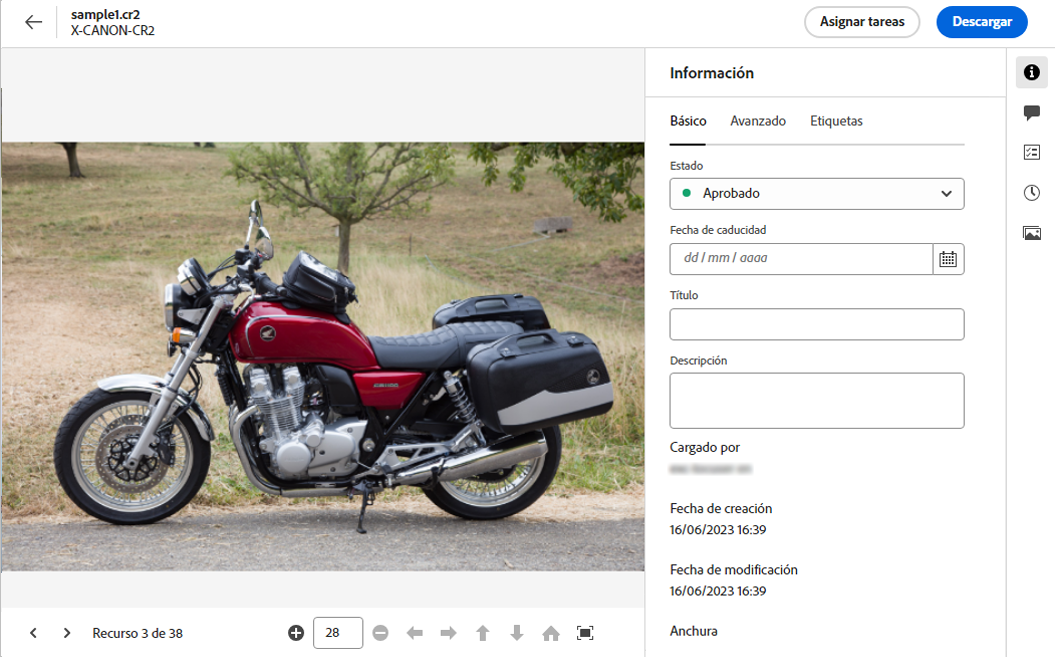 sample1.cr2
X-CANON-CR2
Asignar tareas
Descargar
Información
Básico Avanzado Etiquetas
Estado
Aprobado
Fecha de caducidad
dd / mm / aaaa
Título
Descripción
Cargado por
Fecha de creación
16/06/2023 16:39
Fecha de modificación
16/06/2023 16:39
Anchura
Recurso 3 de 38
28